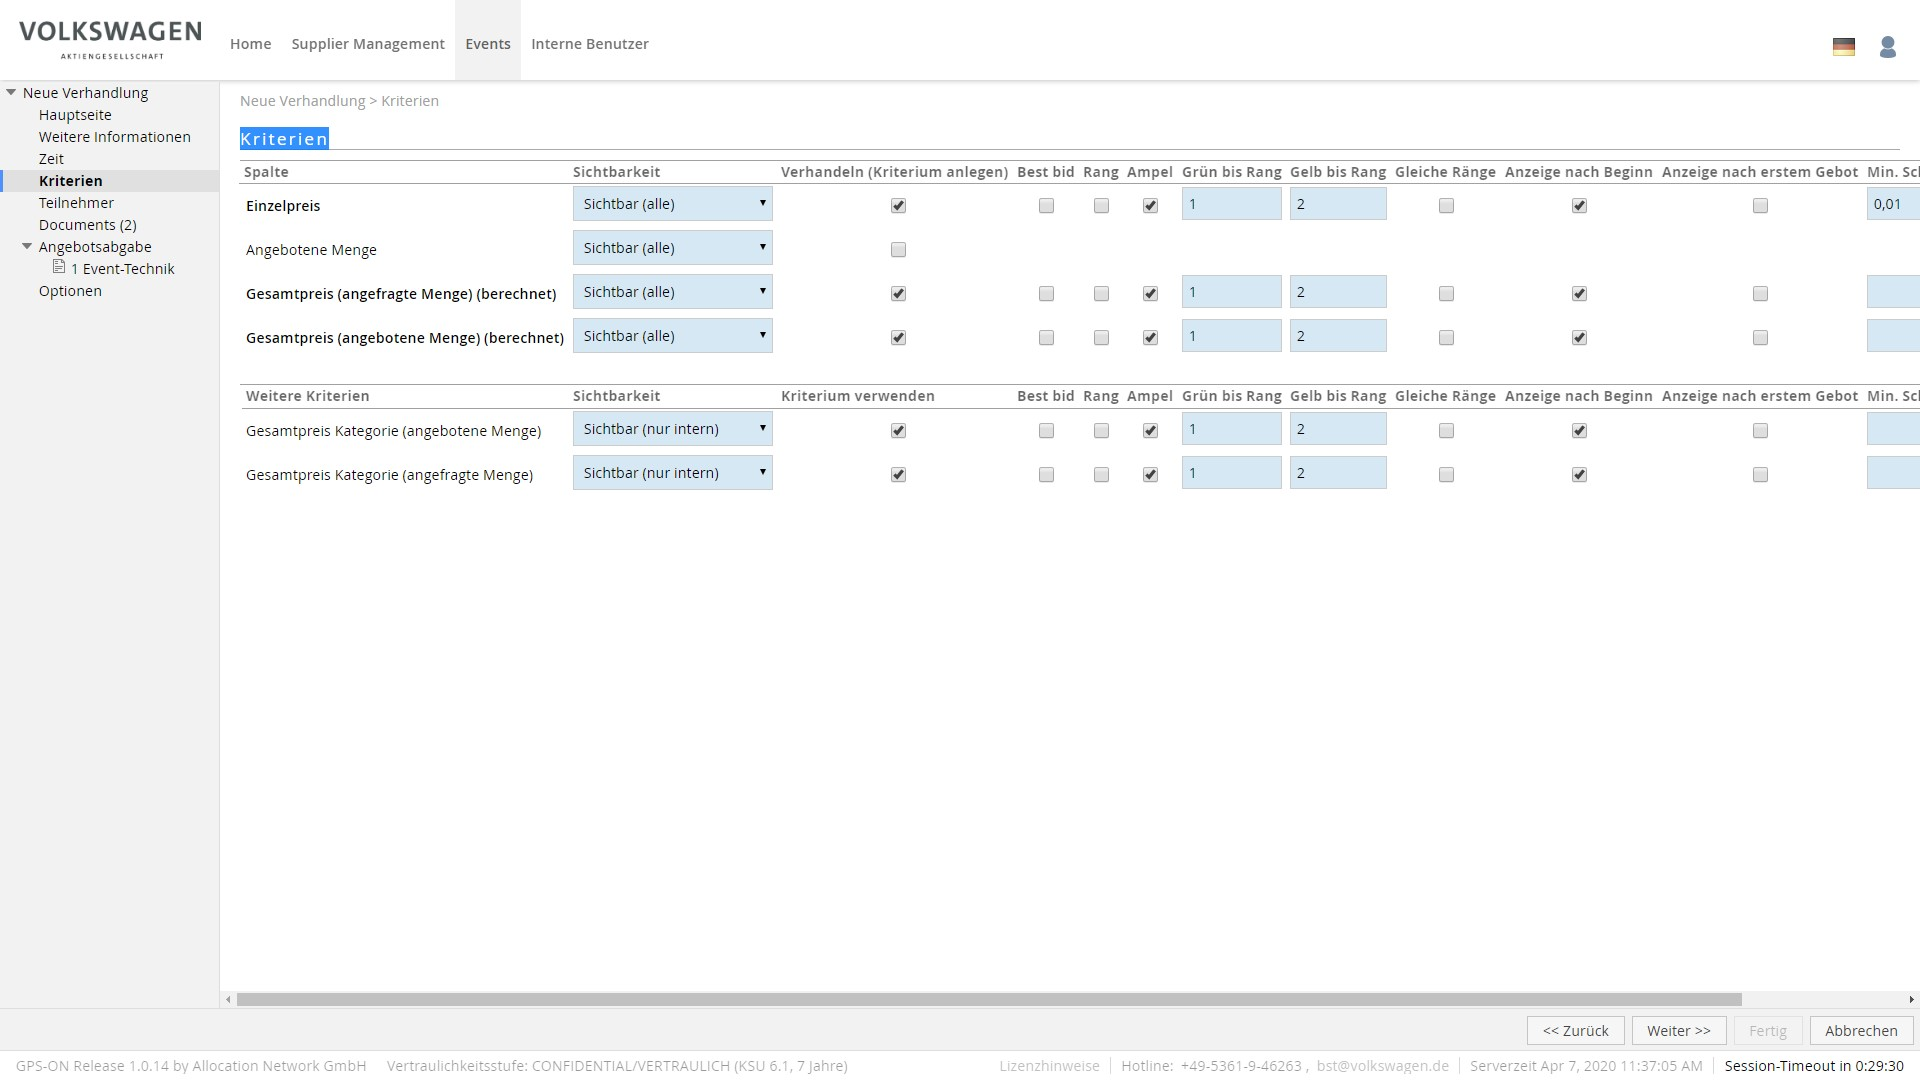 VOLKSWAGEN
AKTIENGESELLSCHAFT
Home Supplier Management Events Interne Benutzer
Neue Verhandlung
Hauptseite
Weitere Informationen
Zeit
Kriterien
Teilnehmer
Documents (2)
Angebotsabgabe
1 Event-Technik
Optionen
Neue Verhandlung > Kriterien
Kriterien
Spalte Sichtbarkeit Verhandeln (Kriterium anlegen) Best bid Rang Ampel Grün bis Rang Gelb bis Rang Gleiche Ränge Anzeige nach Beginn Anzeige nach erstem Gebot Min. Sc
Einzelpreis Sichtbar (alle) 1 2 0,01
Angebotene Menge Sichtbar (alle)
Gesamtpreis (angefragte Menge) (berechnet) Sichtbar (alle) 1 2
Gesamtpreis (angebotene Menge) (berechnet) Sichtbar (alle) 1 2
Weitere Kriterien Sichtbarkeit Kriterium verwenden Best bid Rang Ampel Grün bis Rang Gelb bis Rang Gleiche Ränge Anzeige nach Beginn Anzeige nach erstem Gebot Min. Sc
Gesamtpreis Kategorie (angebotene Menge) Sichtbar (nur intern) 1 2
Gesamtpreis Kategorie (angefragte Menge) Sichtbar (nur intern) 1 2
<< Zurück Weiter >> Fertig Abbrechen
GPS-ON Release 1.0.14 by Allocation Network GmbH Vertraulichkeitsstufe: CONFIDENTIAL/VERTRAULICH (KSU 6.1, 7 Jahre) Lizenzhinweise Hotline: +49-5361-9-46263 , bst@volkswagen.de Serverzeit Apr 7, 2020 11:37:05 AM Session-Timeout in 0:29:30